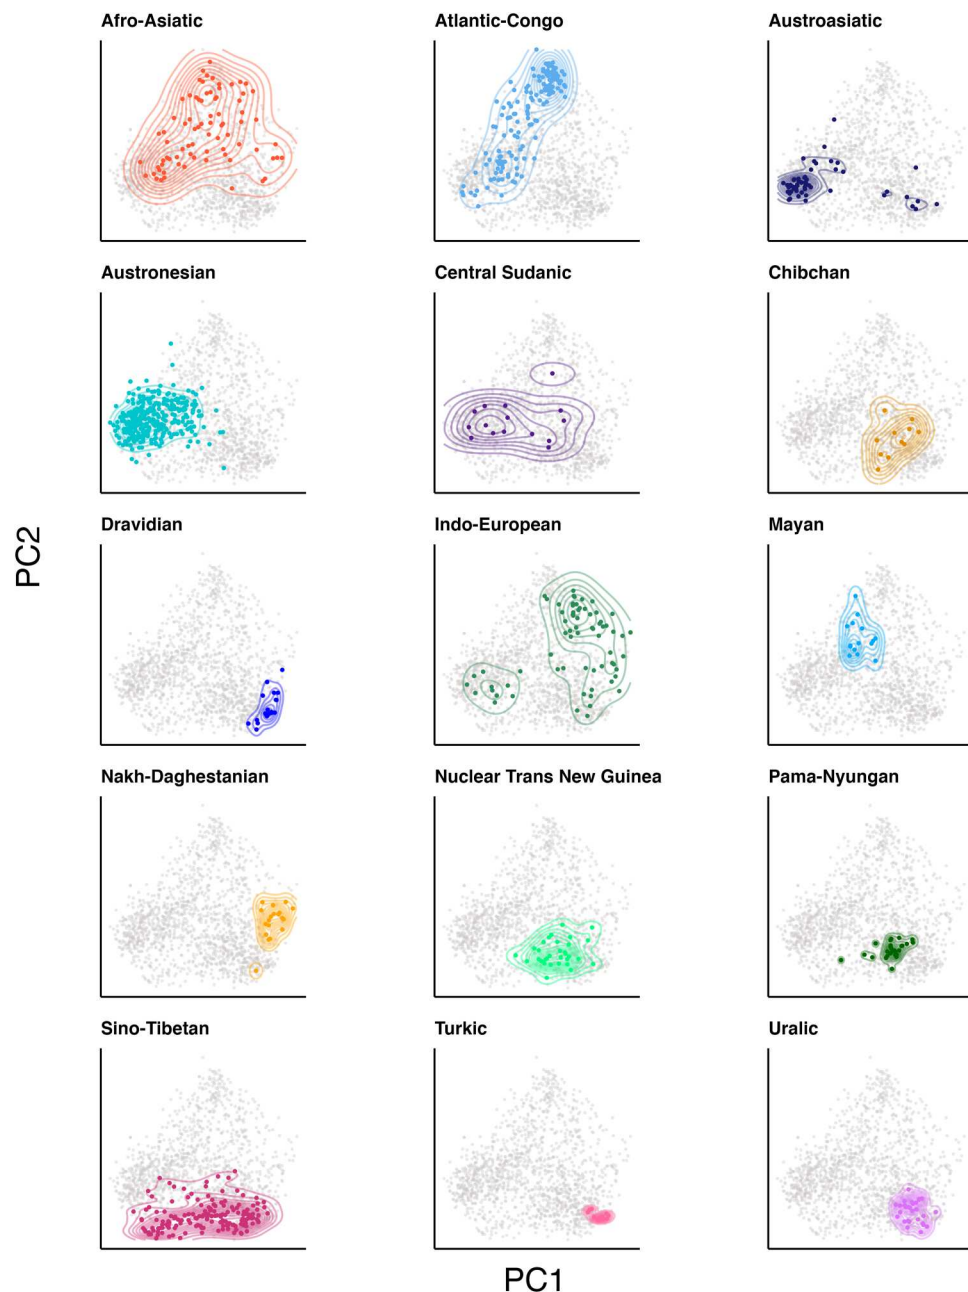 Afro-Asiatic
Atlantic-Congo
Austroasiatic
Austronesian
Central Sudanic
Chibchan
Dravidian
Indo-European
Mayan
PC2
Nakh-Daghestanian
Nuclear Trans New Guinea
Pama-Nyungan
Sino-Tibetan
Turkic
Uralic
PC1